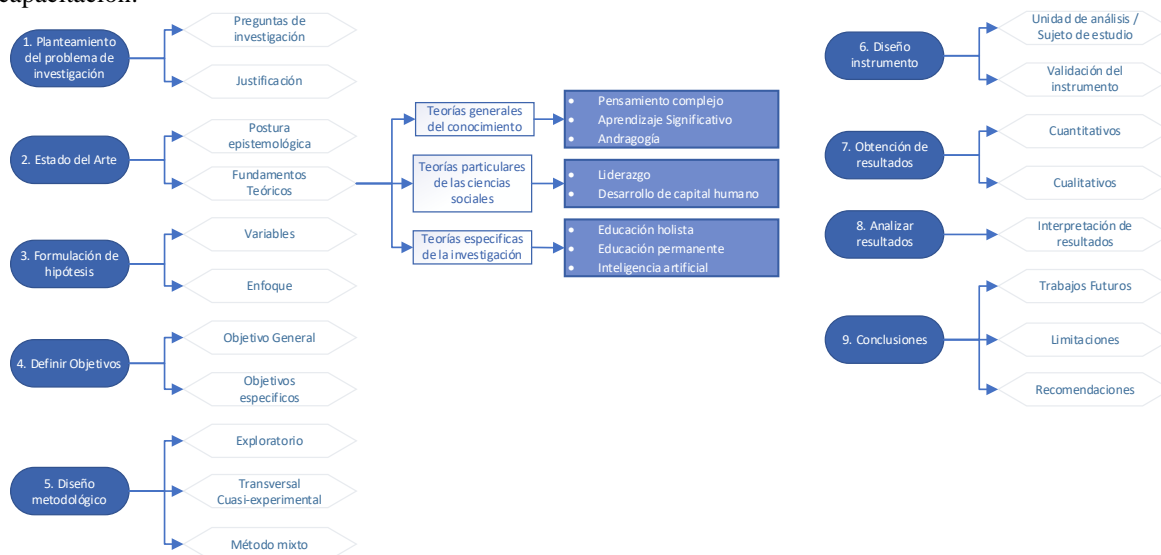 capacitación.
1. Planteamiento
del problema de
investigación
Preguntas de
investigación
Justificación
2. Estado del Arte
Postura
epistemológica
Fundamentos
Teóricos
Teorías generales
del conocimiento
• Pensamiento complejo
• Aprendizaje Significativo
• Andragogía
Teorías particulares
de las ciencias
sociales
• Liderazgo
• Desarrollo de capital humano
Teorías especificas
de la investigación
• Educación holista
• Educación permanente
• Inteligencia artificial
3. Formulación de
hipótesis
Variables
Enfoque
4. Definir Objetivos
Objetivo General
Objetivos
especificos
5. Diseño
metodológico
Exploratorio
Transversal
Cuasi-experimental
Método mixto
6. Diseño
instrumento
Unidad de análisis /
Sujeto de estudio
Validación del
instrumento
7. Obtención de
resultados
Cuantitativos
Cualitativos
8. Analizar
resultados
Interpretación de
resultados
9. Conclusiones
Trabajos Futuros
Limitaciones
Recomendaciones